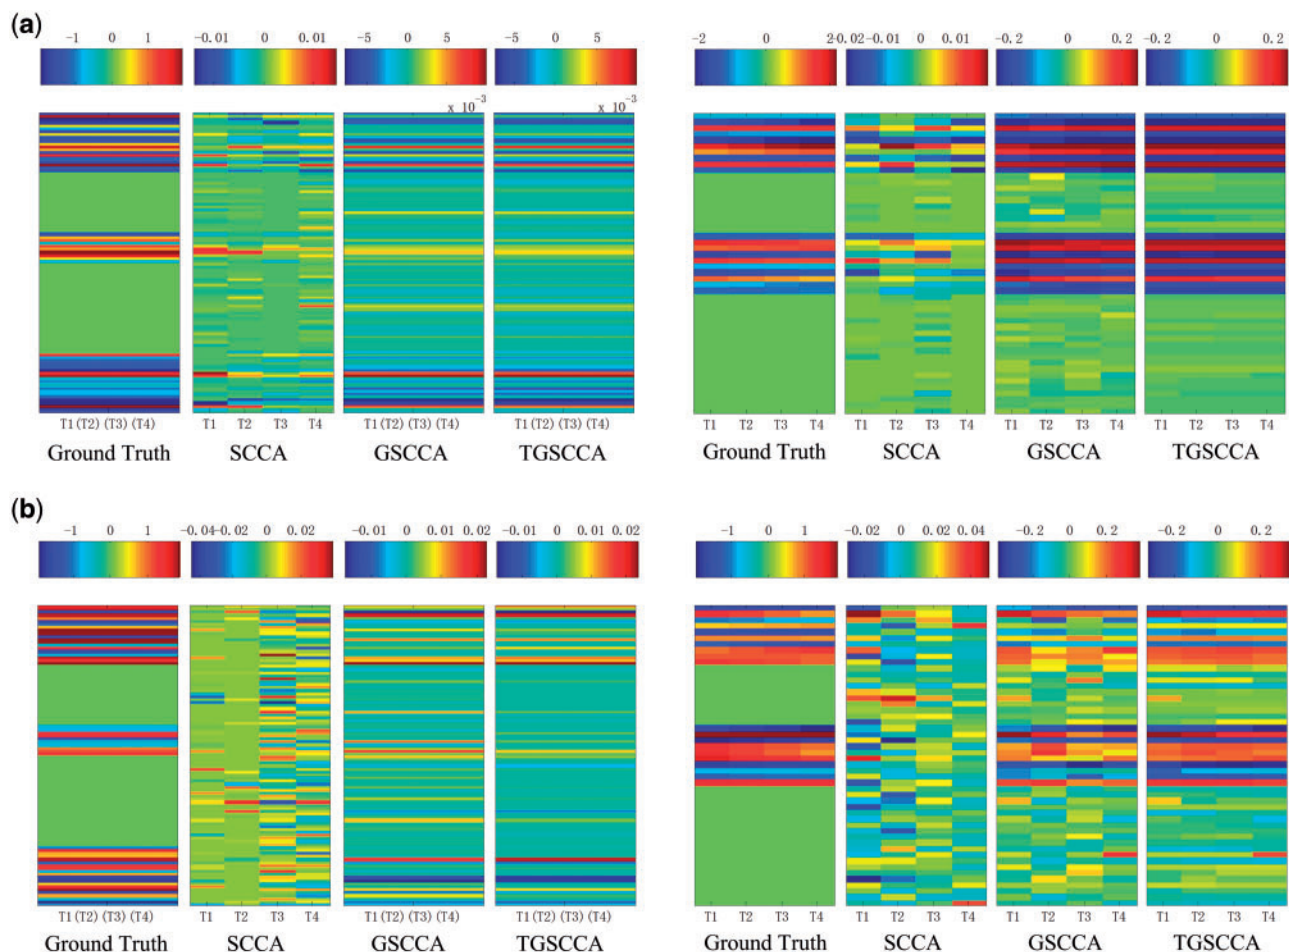 (a)
-1 0 1 -0.01 0 0.01 -5 0 5 -5 0 5 -2 0 2 -0.02 -0.01 0 0.01 -0.2 0 0.2 -0.2 0 0.2
x 10⁻³ x 10⁻³
T1 (T2) (T3) (T4) T1 T2 T3 T4 T1 (T2) (T3) (T4) T1 (T2) (T3) (T4) T1 T2 T3 T4 T1 T2 T3 T4 T1 T2 T3 T4 T1 T2 T3 T4
Ground Truth SCCA GSCCA TGSCCA Ground Truth SCCA GSCCA TGSCCA
(b)
-1 0 1 -0.04 -0.02 0 0.02 -0.01 0 0.01 0.02 -0.01 0 0.01 0.02 -1 0 1 -0.02 0 0.02 0.04 -0.2 0 0.2 -0.2 0 0.2
T1 (T2) (T3) (T4) T1 T2 T3 T4 T1 (T2) (T3) (T4) T1 (T2) (T3) (T4) T1 T2 T3 T4 T1 T2 T3 T4 T1 T2 T3 T4 T1 T2 T3 T4
Ground Truth SCCA GSCCA TGSCCA Ground Truth SCCA GSCCA TGSCCA